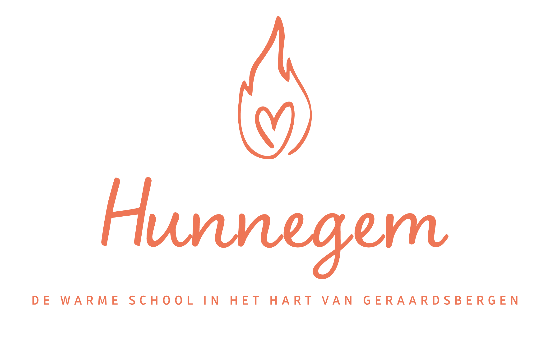 Hunnegem
DE WARME SCHOOL IN HET HART VAN GERAARDSBERGEN